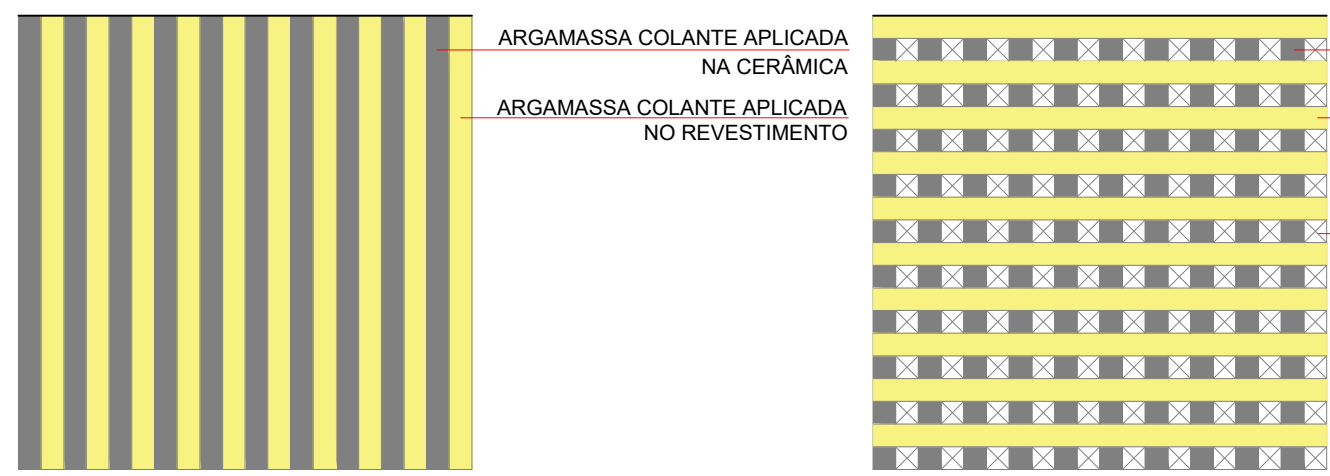 ARGAMASSA COLANTE APLICADA
NA CERÂMICA
ARGAMASSA COLANTE APLICADA
NO REVESTIMENTO